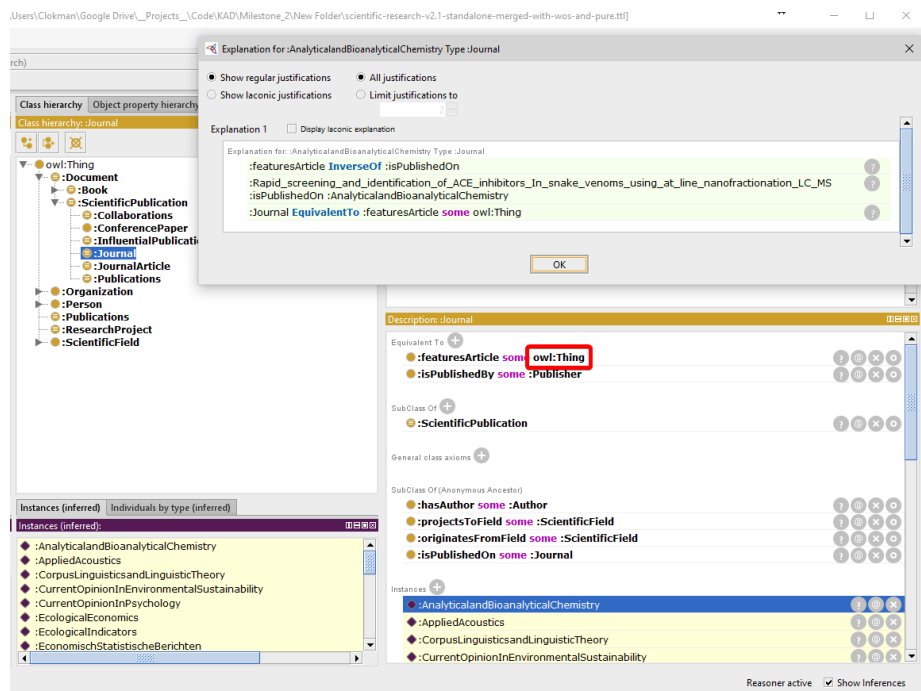 ,Users\Clokman\Google Drive\__Projects__\Code\KAD\Milestone_2\New Folder\scientific-research-v2.1-standalone-merged-with-wos-and-pure.ttl]
rch)
Explanation for :AnalyticalandBioanalyticalChemistry Type :Journal
Show regular justifications
All justifications
Show laconic justifications
Limit justifications to
2
Explanation 1
Display laconic explanation
Explanation for: :AnalyticalandBioanalyticalChemistry Type :Journal
:featuresArticle InverseOf :isPublishedOn
:Rapid_screening_and_identification_of_ACE_inhibitors_In_snake_venoms_using_at_line_nanofractionation_LC_MS
:isPublishedOn :AnalyticalandBioanalyticalChemistry
:Journal EquivalentTo :featuresArticle some owl:Thing
OK
Class hierarchy
Object property hierarchy
Class hierarchy: :Journal
owl:Thing
:Document
:Book
:ScientificPublication
:Collaborations
:ConferencePaper
:InfluentialPublicati
:Journal
:JournalArticle
:Publications
:Organization
:Person
:Publications
:ResearchProject
:ScientificField
Description: :Journal
Equivalent To
:featuresArticle some owl:Thing
:isPublishedBy some :Publisher
SubClass Of
:ScientificPublication
General class axioms
SubClass Of (Anonymous Ancestor)
:hasAuthor some :Author
:projectsToField some :ScientificField
:originatesFromField some :ScientificField
:isPublishedOn some :Journal
Instances
:AnalyticalandBioanalyticalChemistry
:AppliedAcoustics
:CorpusLinguisticsandLinguisticTheory
:CurrentOpinionInEnvironmentalSustainability
Instances (inferred)
Individuals by type (inferred)
Instances (inferred):
:AnalyticalandBioanalyticalChemistry
:AppliedAcoustics
:CorpusLinguisticsandLinguisticTheory
:CurrentOpinionInEnvironmentalSustainability
:CurrentOpinionInPsychology
:EcologicalEconomics
:EcologicalIndicators
:EconomischStatistischeBerichten
Reasoner active
Show Inferences